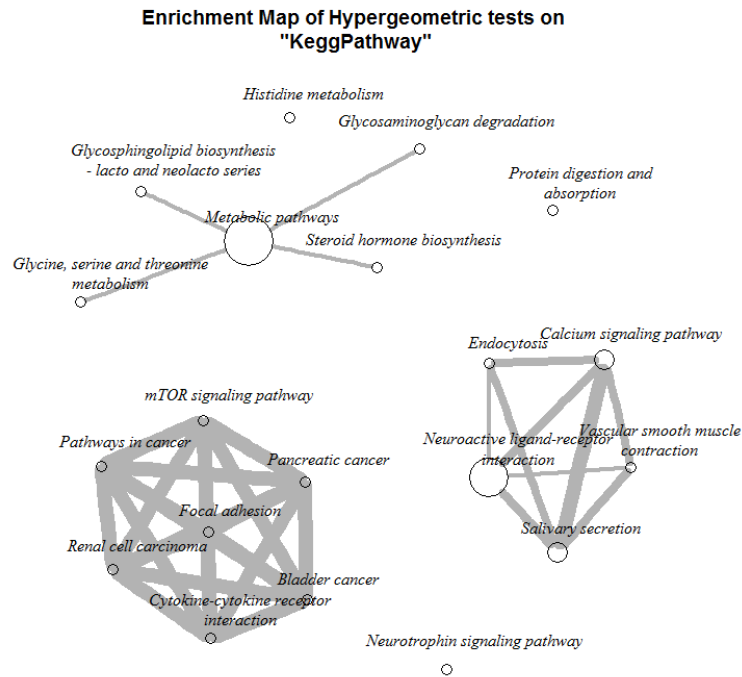 Enrichment Map of Hypergeometric tests on
"KeggPathway"
Histidine metabolism
Glycosaminoglycan degradation
Glycosphingolipid biosynthesis
- lacto and neolacto series
Protein digestion and
absorption
Metabolic pathways
Steroid hormone biosynthesis
Glycine, serine and threonine
metabolism
Calcium signaling pathway
Endocytosis
mTOR signaling pathway
Vascular smooth muscle
contraction
Neuroactive ligand-receptor
interaction
Pathways in cancer
Pancreatic cancer
Focal adhesion
Salivary secretion
Renal cell carcinoma
Bladder cancer
Cytokine-cytokine receptor
interaction
Neurotrophin signaling pathway